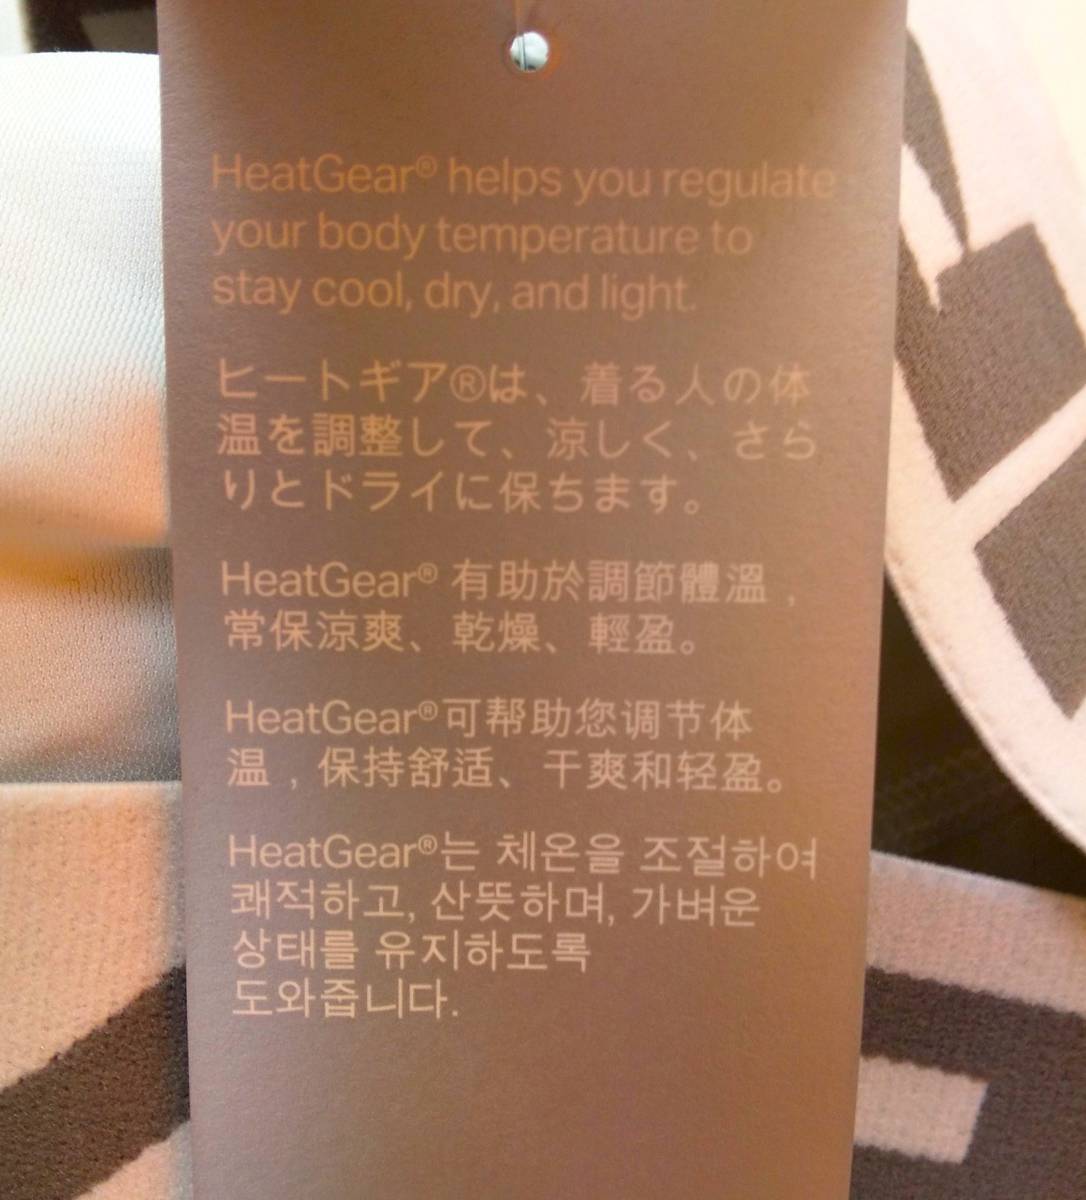 HeatGear® helps you regulate
your body temperature to
stay cool, dry, and light.
ヒートギア®は、着る人の体
温を調整して、涼しく、さら
りとドライに保ちます。
HeatGear® 有助於調節體溫，
常保涼爽、乾燥、輕盈。
HeatGear®可帮助您调节体
温，保持舒适、干爽和轻盈。
HeatGear®는 체온을 조절하여
쾌적하고, 산뜻하며, 가벼운
상태를 유지하도록
도와줍니다.